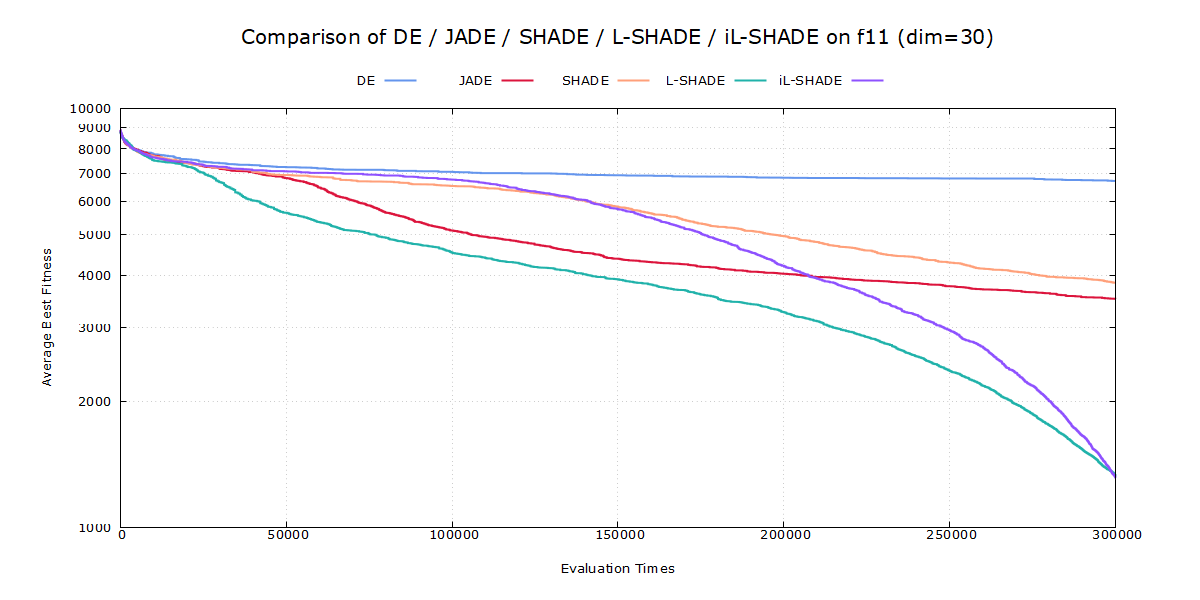 Comparison of DE / JADE / SHADE / L-SHADE / iL-SHADE on f11 (dim=30)
DE JADE SHADE L-SHADE iL-SHADE
10000
9000
8000
7000
6000
5000
4000
3000
2000
1000
Average Best Fitness
0 50000 100000 150000 200000 250000 300000
Evaluation Times